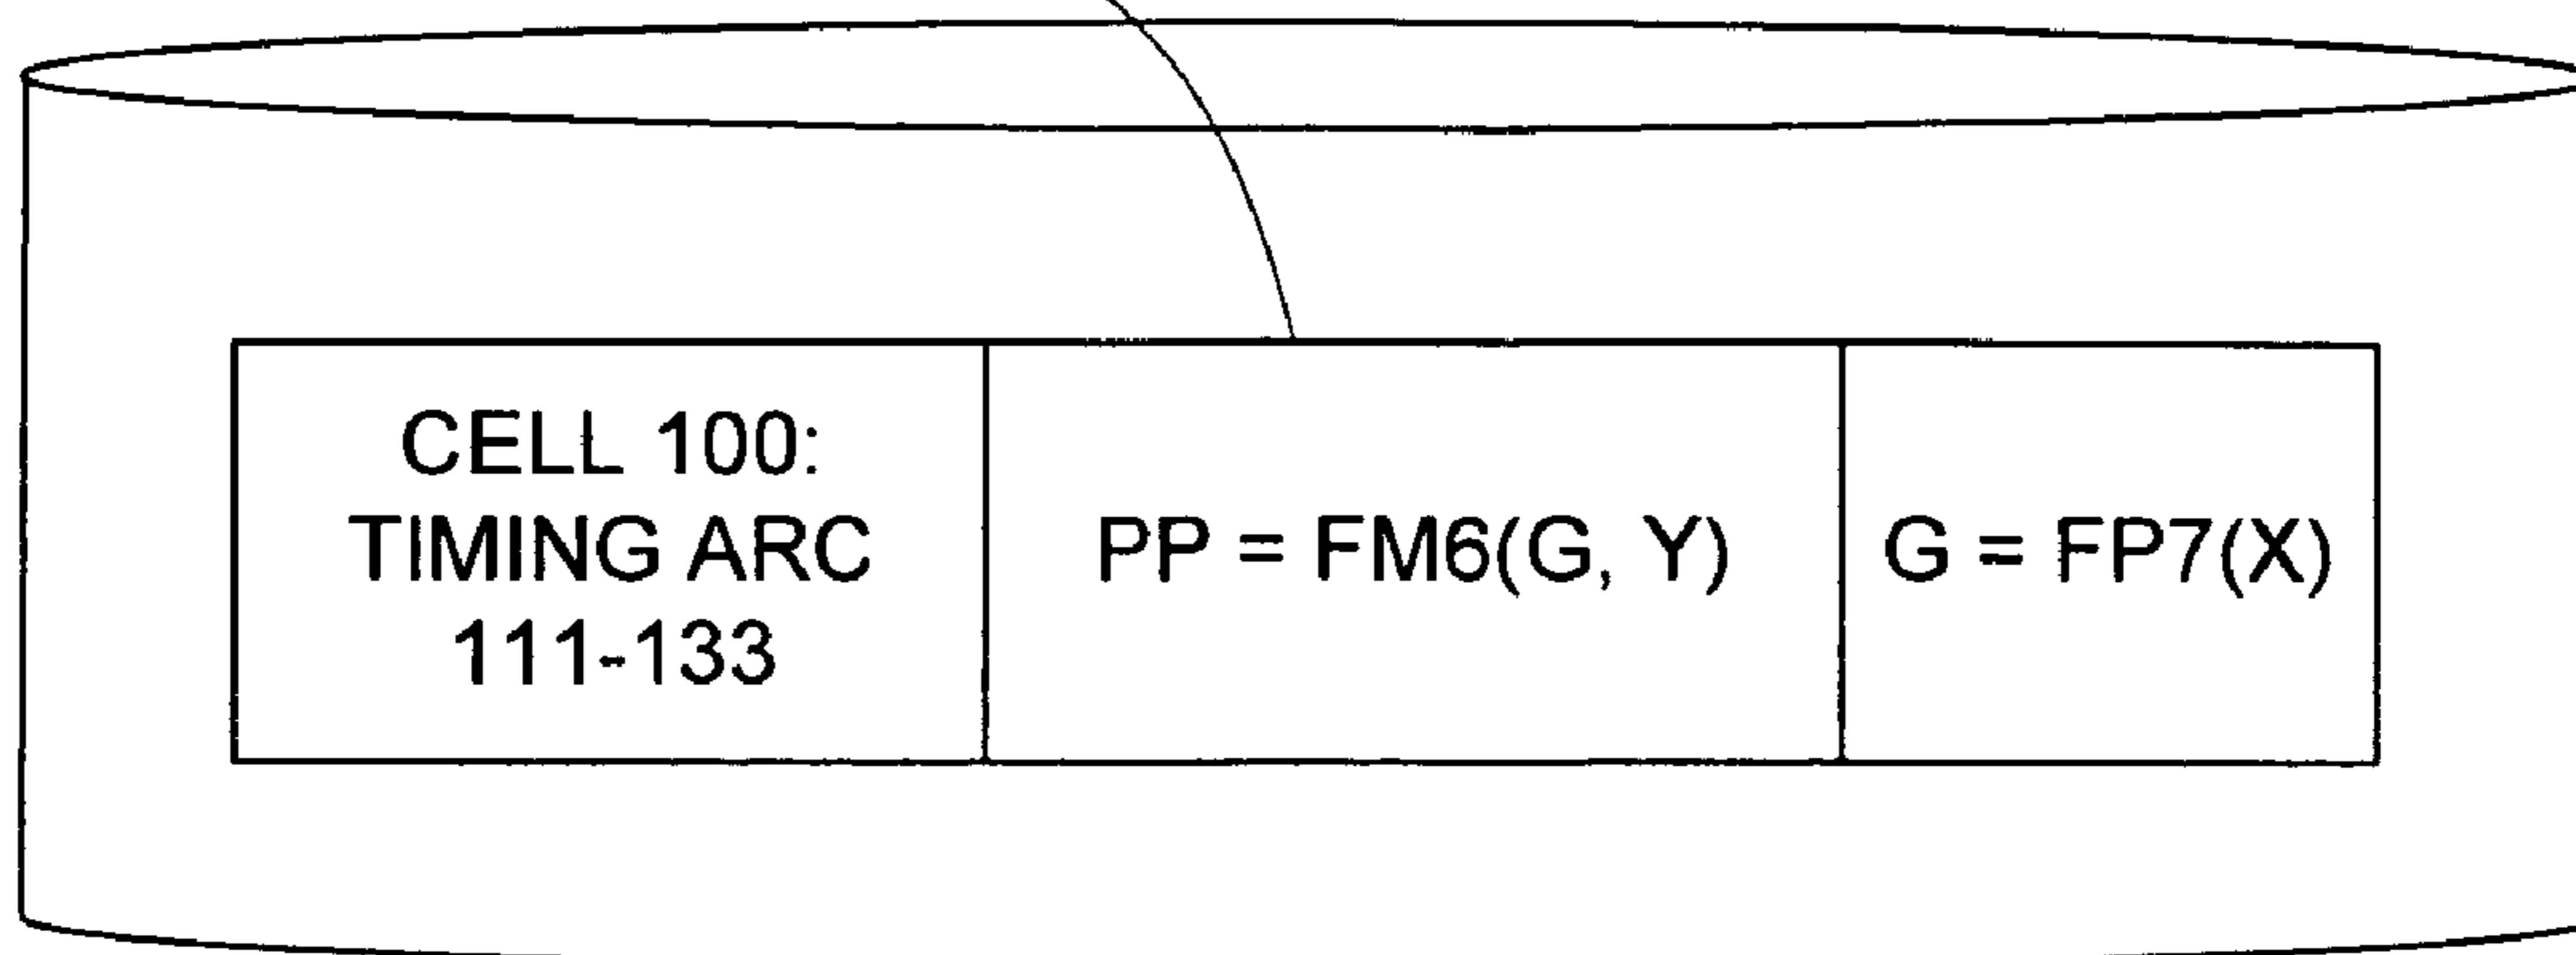 CELL 100:
TIMING ARC
111-133
PP = FM6(G, Y)
G = FP7(X)